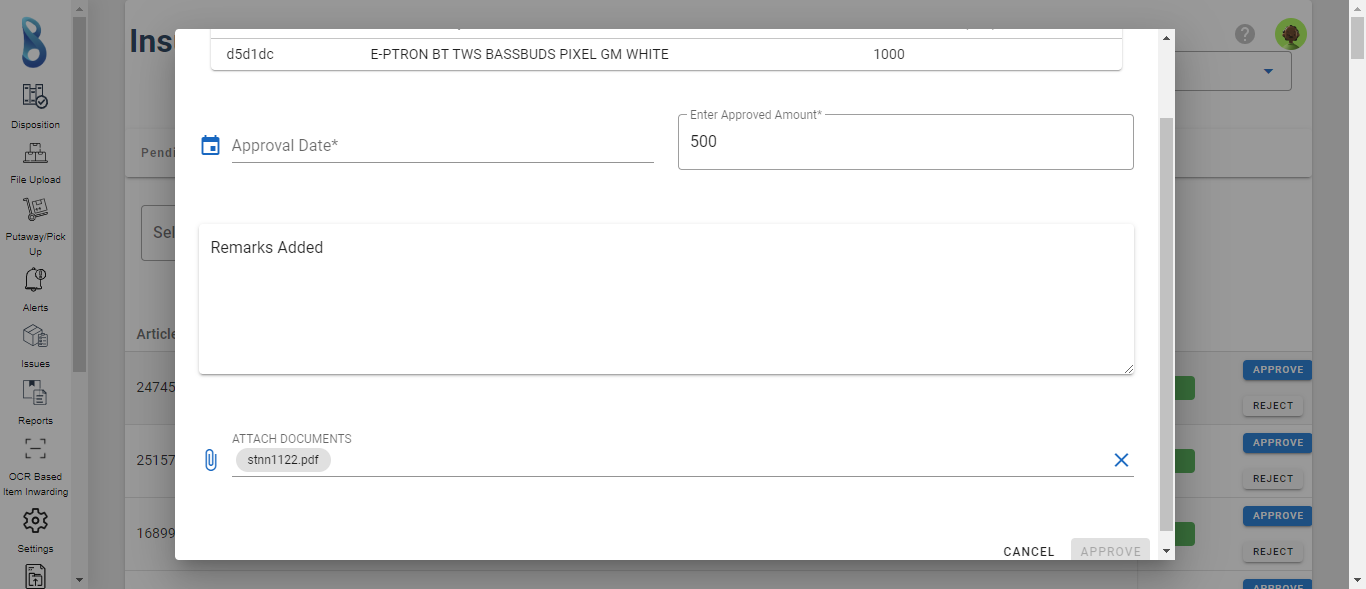 Ins
Disposition
File Upload
Putaway/Pick
Up
Alerts
Issues
Reports
OCR Based
Item Inwarding
Settings
Pendi
Sel
Article
24745
25157
16899
d5d1dc E-PTRON BT TWS BASSBUDS PIXEL GM WHITE 1000
Approval Date*
Enter Approved Amount*
500
Remarks Added
ATTACH DOCUMENTS
stnn1122.pdf
CANCEL APPROVE
APPROVE
REJECT
APPROVE
REJECT
APPROVE
REJECT
APPROVE